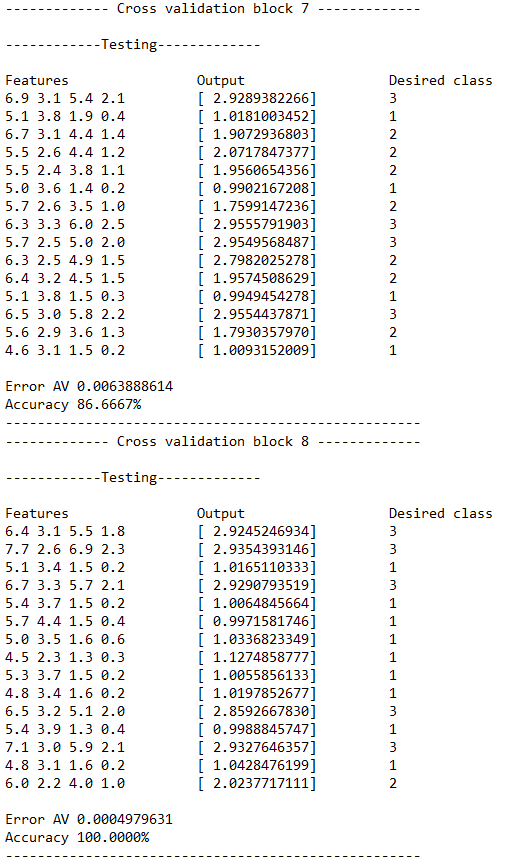 ------------- Cross validation block 7 -------------
------------Testing-------------
Features Output Desired class
6.9 3.1 5.4 2.1 [ 2.9289382266] 3
5.1 3.8 1.9 0.4 [ 1.0181003452] 1
6.7 3.1 4.4 1.4 [ 1.9072936803] 2
5.5 2.6 4.4 1.2 [ 2.0717847377] 2
5.5 2.4 3.8 1.1 [ 1.9560654356] 2
5.0 3.6 1.4 0.2 [ 0.9902167208] 1
5.7 2.6 3.5 1.0 [ 1.7599147236] 2
6.3 3.3 6.0 2.5 [ 2.9555791903] 3
5.7 2.5 5.0 2.0 [ 2.9549568487] 3
6.3 2.5 4.9 1.5 [ 2.7982025278] 2
6.4 3.2 4.5 1.5 [ 1.9574508629] 2
5.1 3.8 1.5 0.3 [ 0.9949454278] 1
6.5 3.0 5.8 2.2 [ 2.9554437871] 3
5.6 2.9 3.6 1.3 [ 1.7930357970] 2
4.6 3.1 1.5 0.2 [ 1.0093152009] 1
Error AV 0.0063888614
Accuracy 86.6667%
----------------------------------------------------
------------- Cross validation block 8 -------------
------------Testing-------------
Features Output Desired class
6.4 3.1 5.5 1.8 [ 2.9245246934] 3
7.7 2.6 6.9 2.3 [ 2.9354393146] 3
5.1 3.4 1.5 0.2 [ 1.0165110333] 1
6.7 3.3 5.7 2.1 [ 2.9290793519] 3
5.4 3.7 1.5 0.2 [ 1.0064845664] 1
5.7 4.4 1.5 0.4 [ 0.9971581746] 1
5.0 3.5 1.6 0.6 [ 1.0336823349] 1
4.5 2.3 1.3 0.3 [ 1.1274858777] 1
5.3 3.7 1.5 0.2 [ 1.0055856133] 1
4.8 3.4 1.6 0.2 [ 1.0197852677] 1
6.5 3.2 5.1 2.0 [ 2.8592667830] 3
5.4 3.9 1.3 0.4 [ 0.9988845747] 1
7.1 3.0 5.9 2.1 [ 2.9327646357] 3
4.8 3.1 1.6 0.2 [ 1.0428476199] 1
6.0 2.2 4.0 1.0 [ 2.0237717111] 2
Error AV 0.0004979631
Accuracy 100.0000%
----------------------------------------------------